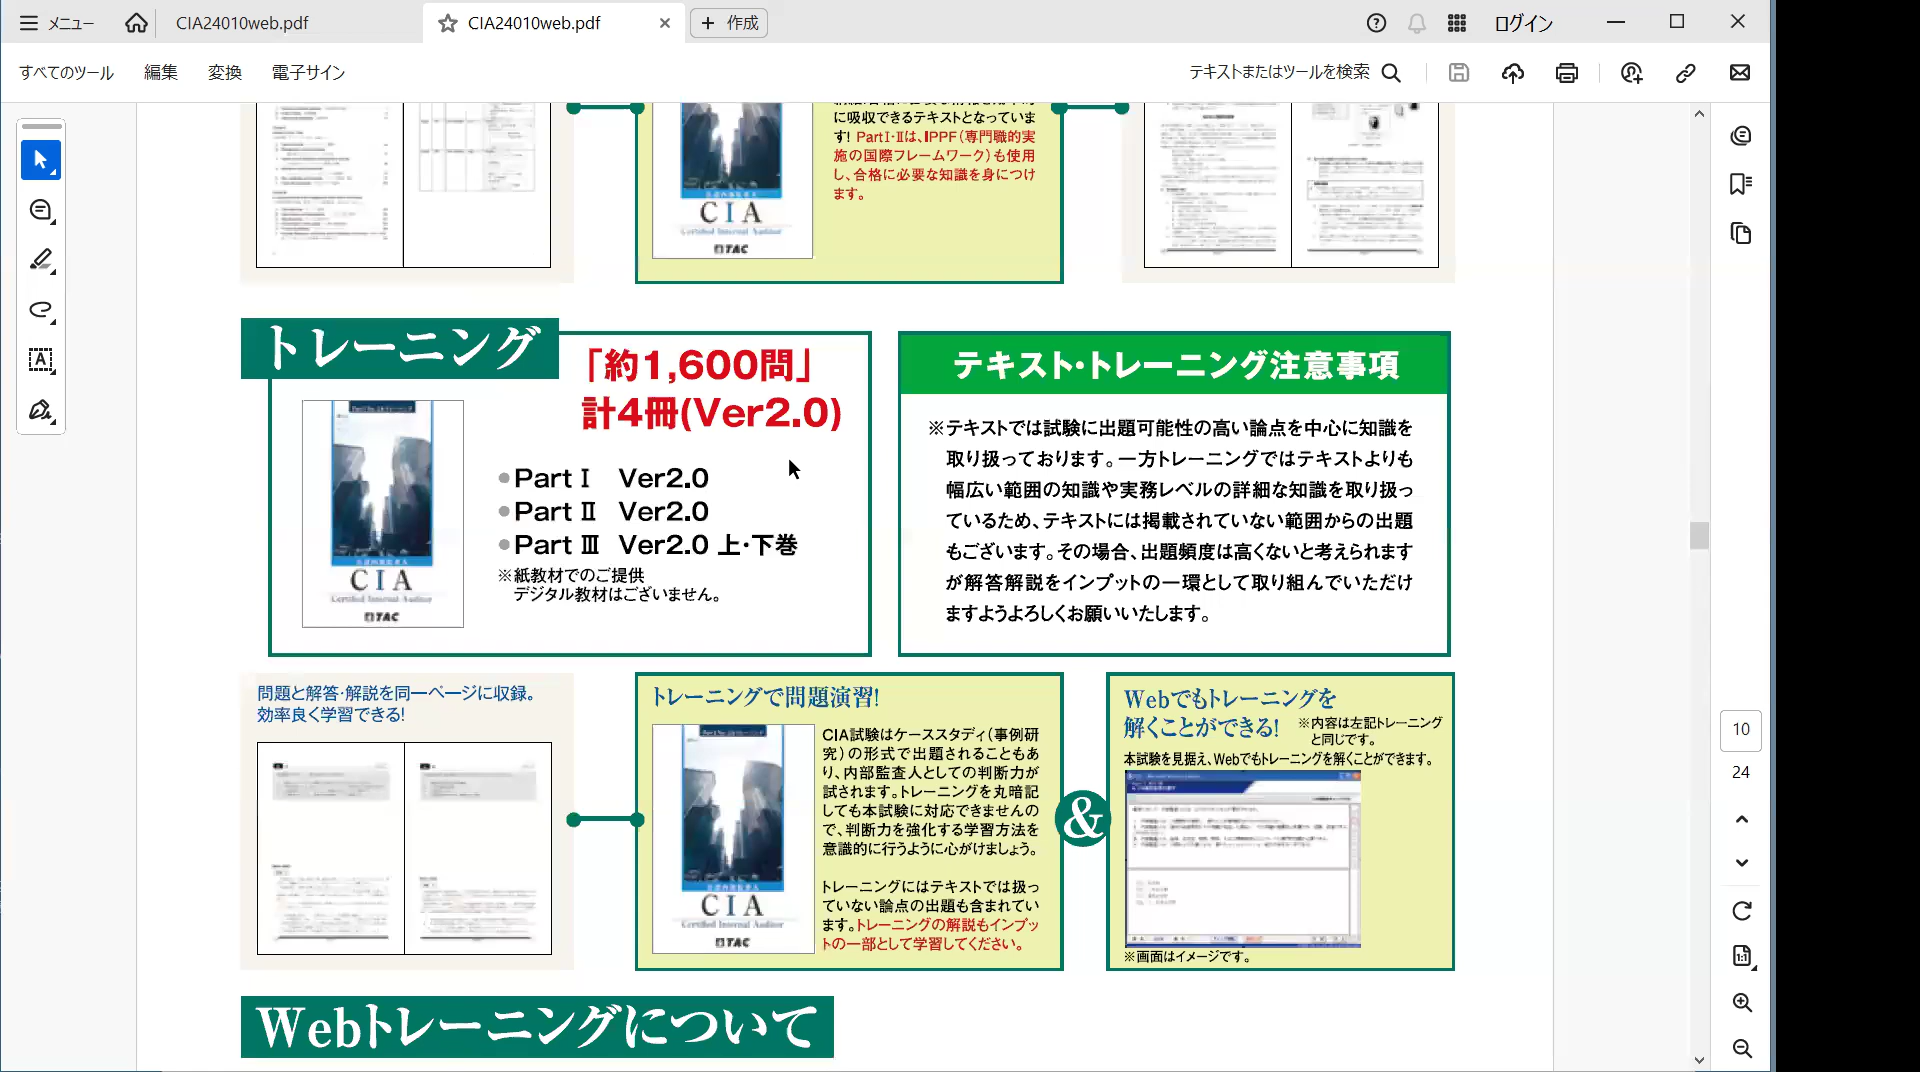 メニュー
CIA24010web.pdf
CIA24010web.pdf
作成
ログイン
すべてのツール
編集
変換
電子サイン
テキストまたはツールを検索
に吸収できるテキストとなっていま
す! PartⅠ・Ⅱは、IPPF(専門職的実
施の国際フレームワーク)も使用
し、合格に必要な知識を身につけ
ます。
CIA
Certified Internal Auditor
TAC
トレーニング
「約1,600問」
計4冊(Ver2.0)
●Part Ⅰ Ver2.0
●Part Ⅱ Ver2.0
●Part Ⅲ Ver2.0 上・下巻
※紙教材でのご提供
デジタル教材はございません。
CIA
Certified Internal Auditor
TAC
テキスト・トレーニング注意事項
※テキストでは試験に出題可能性の高い論点を中心に知識を
取り扱っております。一方トレーニングではテキストよりも
幅広い範囲の知識や実務レベルの詳細な知識を取り扱っ
ているため、テキストには掲載されていない範囲からの出題
もございます。その場合、出題頻度は高くないと考えられます
が解答解説をインプットの一環として取り組んでいただけ
ますようよろしくお願いいたします。
問題と解答・解説を同一ページに収録。
効率良く学習できる!
トレーニングで問題演習!
CIA試験はケーススタディ(事例研
究)の形式で出題されることもあ
り、内部監査人としての判断力が
試されます。トレーニングを丸暗記
しても本試験に対応できませんの
で、判断力を強化する学習方法を
意識的に行うように心がけましょう。
トレーニングにはテキストでは扱っ
ていない論点の出題も含まれてい
ます。トレーニングの解説もインプッ
トの一部として学習してください。
CIA
Certified Internal Auditor
TAC
&
Webでもトレーニングを
解くことができる!
※内容は左記トレーニング
と同じです。
本試験を見据え、Webでもトレーニングを解くことができます。
※画面はイメージです。
Webトレーニングについて
10
24